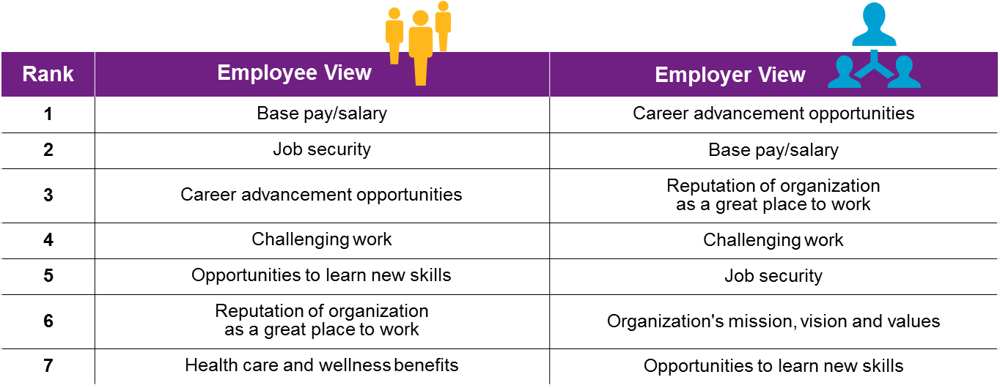 Rank Employee View Employer View
1 Base pay/salary Career advancement opportunities
2 Job security Base pay/salary
3 Career advancement opportunities Reputation of organization
as a great place to work
4 Challenging work Challenging work
5 Opportunities to learn new skills Job security
6 Reputation of organization
as a great place to work Organization's mission, vision and values
7 Health care and wellness benefits Opportunities to learn new skills